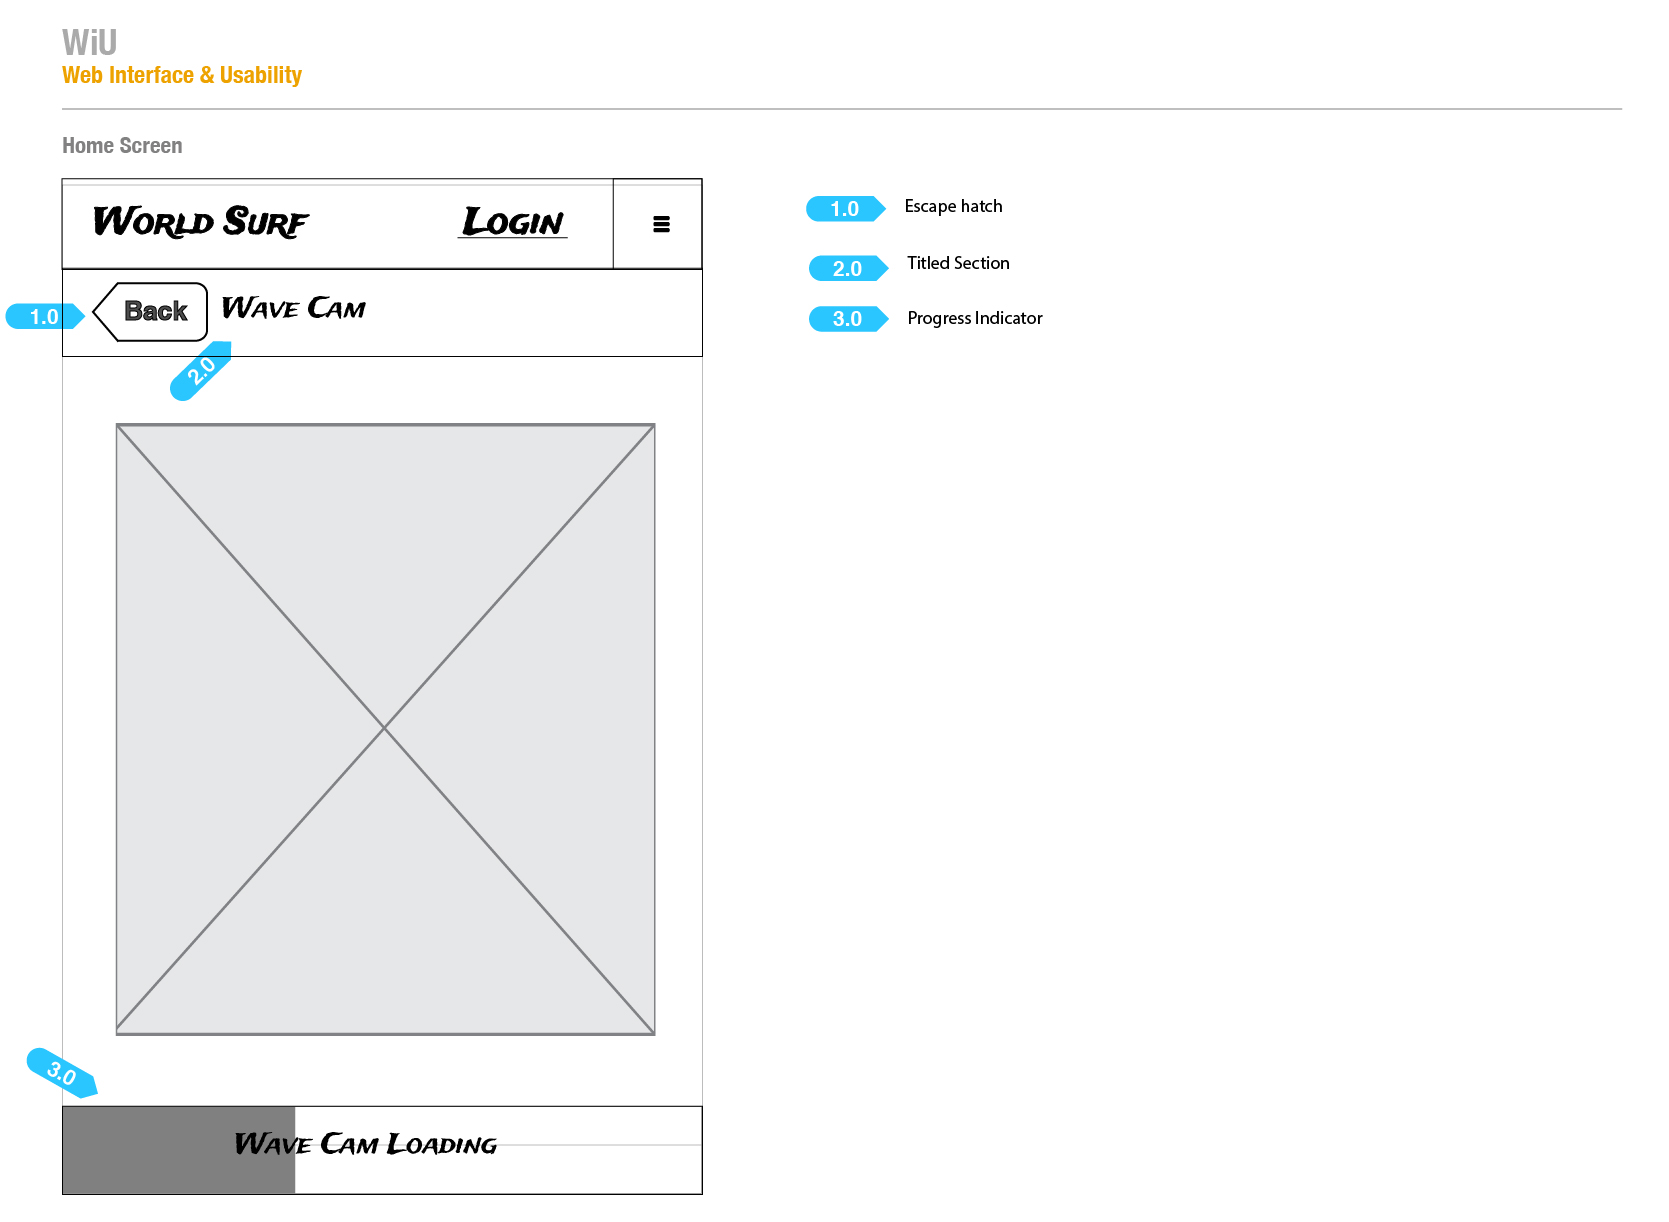 WiU
Web Interface & Usability
Home Screen
World Surf
Login
1.0 Escape hatch
2.0 Titled Section
3.0 Progress Indicator
1.0
Back
Wave Cam
2.0
3.0
Wave Cam Loading